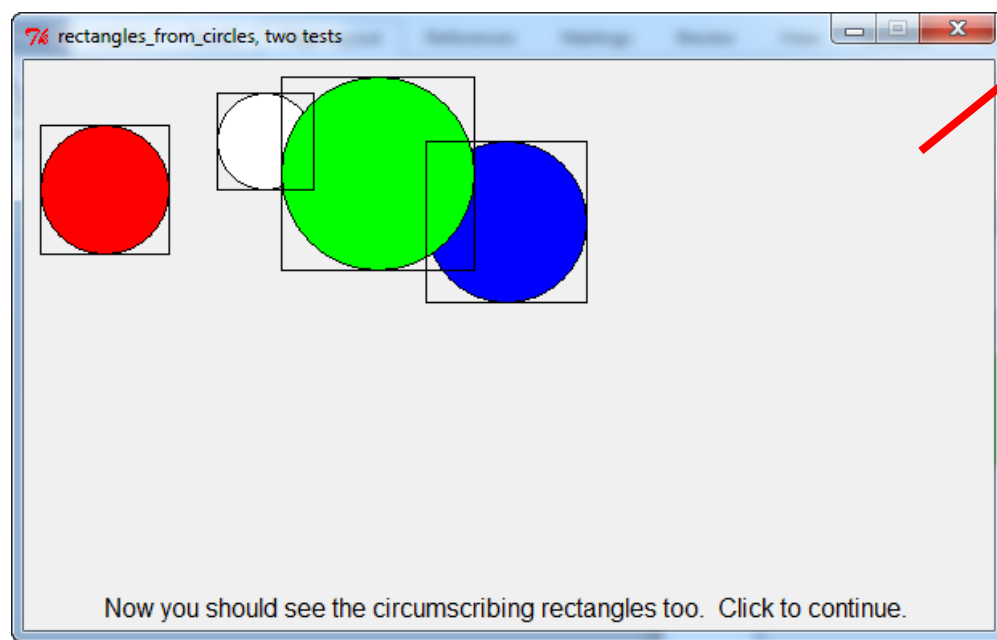 rectangles_from_circles, two tests
Now you should see the circumscribing rectangles too.  Click to continue.